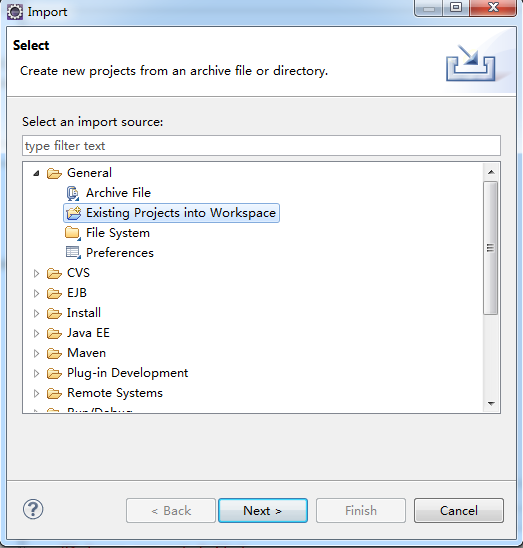 Import
Select
Create new projects from an archive file or directory.
Select an import source:
type filter text
General
Archive File
Existing Projects into Workspace
File System
Preferences
CVS
EJB
Install
Java EE
Maven
Plug-in Development
Remote Systems
Run/Debug
< Back
Next >
Finish
Cancel